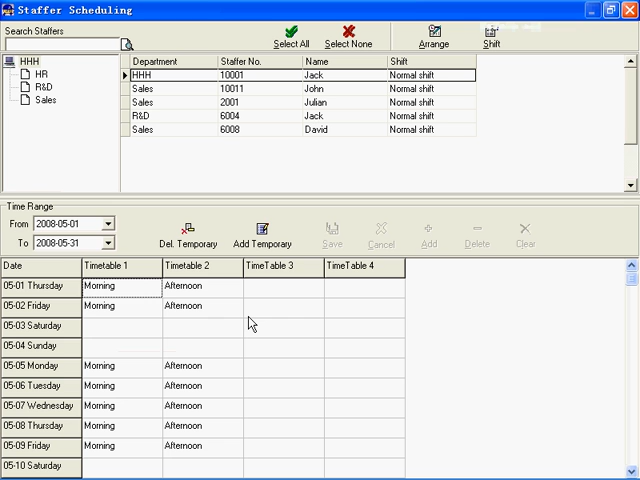 Staffer Scheduling
Search Staffers
Select All
Select None
Arrange
Shift
HHH
HR
R&D
Sales
Department Staffer No. Name Shift
HHH 10001 Jack Normal shift
Sales 10011 John Normal shift
Sales 2001 Julian Normal shift
R&D 6004 Jack Normal shift
Sales 6008 David Normal shift
Time Range
From 2008-05-01
To 2008-05-31
Del. Temporary
Add Temporary
Save
Cancel
Add
Delete
Clear
Date Timetable 1 Timetable 2 TimeTable 3 TimeTable 4
05-01 Thursday Morning Afternoon
05-02 Friday Morning Afternoon
05-03 Saturday
05-04 Sunday
05-05 Monday Morning Afternoon
05-06 Tuesday Morning Afternoon
05-07 Wednesday Morning Afternoon
05-08 Thursday Morning Afternoon
05-09 Friday Morning Afternoon
05-10 Saturday